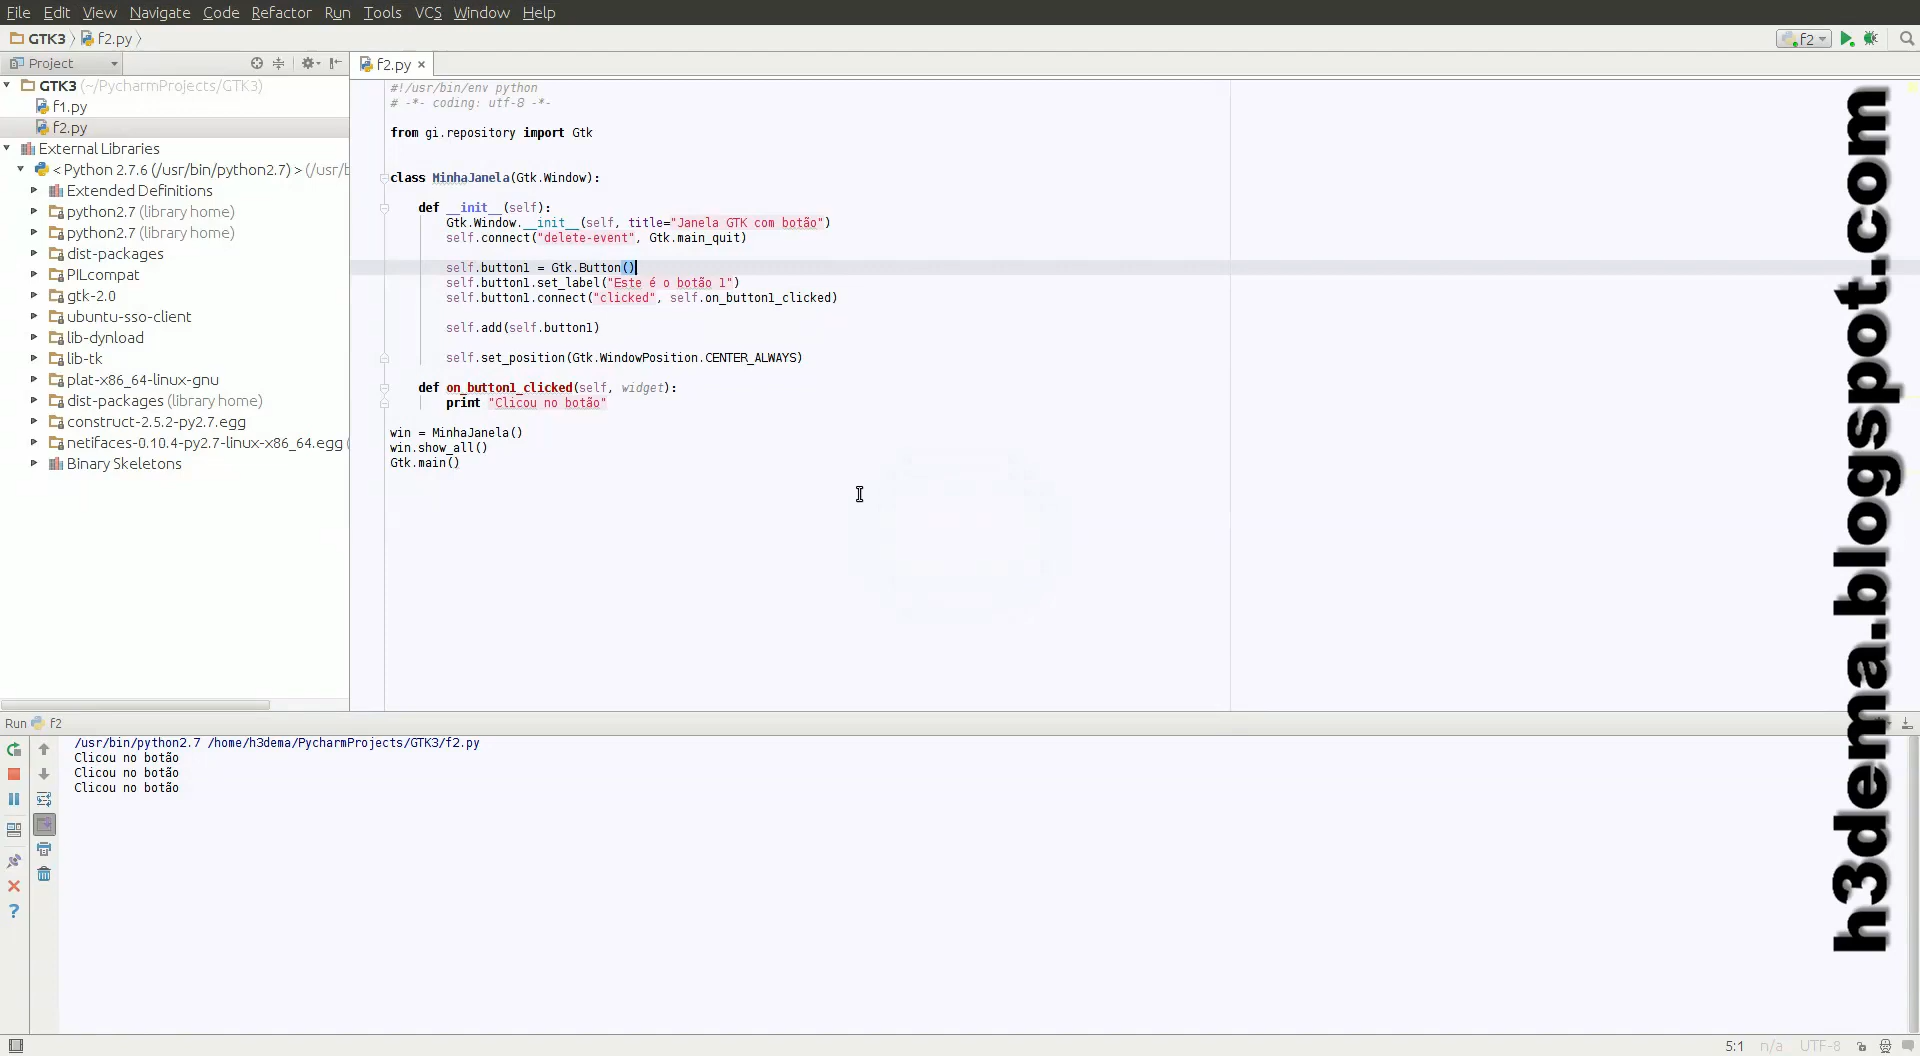 File Edit View Navigate Code Refactor Run Tools VCS Window Help
GTK3 f2.py f2
Project
f2.py
GTK3 (~/PycharmProjects/GTK3)
f1.py
f2.py
External Libraries
< Python 2.7.6 (/usr/bin/python2.7) > (/usr/b
Extended Definitions
python2.7 (library home)
python2.7 (library home)
dist-packages
PILcompat
gtk-2.0
ubuntu-sso-client
lib-dynload
lib-tk
plat-x86_64-linux-gnu
dist-packages (library home)
construct-2.5.2-py2.7.egg
netifaces-0.10.4-py2.7-linux-x86_64.egg (
Binary Skeletons
#!/usr/bin/env python
# -*- coding: utf-8 -*-
from gi.repository import Gtk
class MinhaJanela(Gtk.Window):
def __init__(self):
Gtk.Window.__init__(self, title="Janela GTK com botão")
self.connect("delete-event", Gtk.main_quit)
self.button1 = Gtk.Button()
self.button1.set_label("Este é o botão 1")
self.button1.connect("clicked", self.on_button1_clicked)
self.add(self.button1)
self.set_position(Gtk.WindowPosition.CENTER_ALWAYS)
def on_button1_clicked(self, widget):
print "Clicou no botão"
win = MinhaJanela()
win.show_all()
Gtk.main()
h3dema.blogspot.com
Run f2
/usr/bin/python2.7 /home/h3dema/PycharmProjects/GTK3/f2.py
Clicou no botão
Clicou no botão
Clicou no botão
5:1 n/a UTF-8